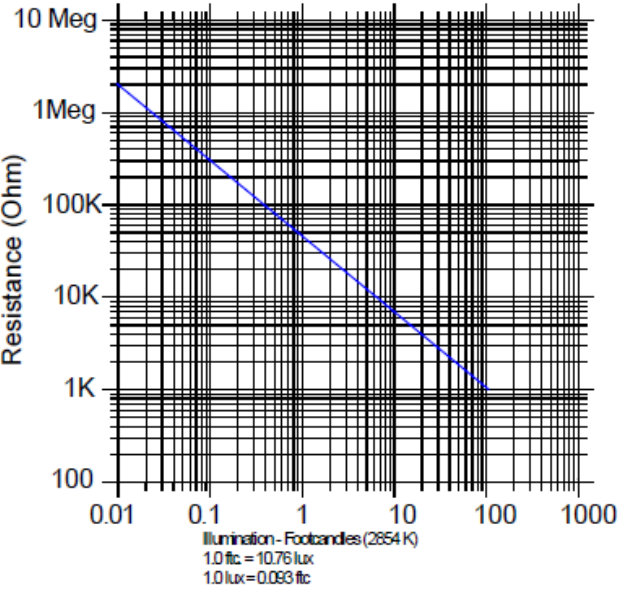 10 Meg
1Meg
100K
10K
1K
100
Resistance (Ohm)
0.01 0.1 1 10 100 1000
Illumination - Footcandles (2854 K)
1.0 ftc. = 10.76 lux
1.0 lux = 0.093 ftc